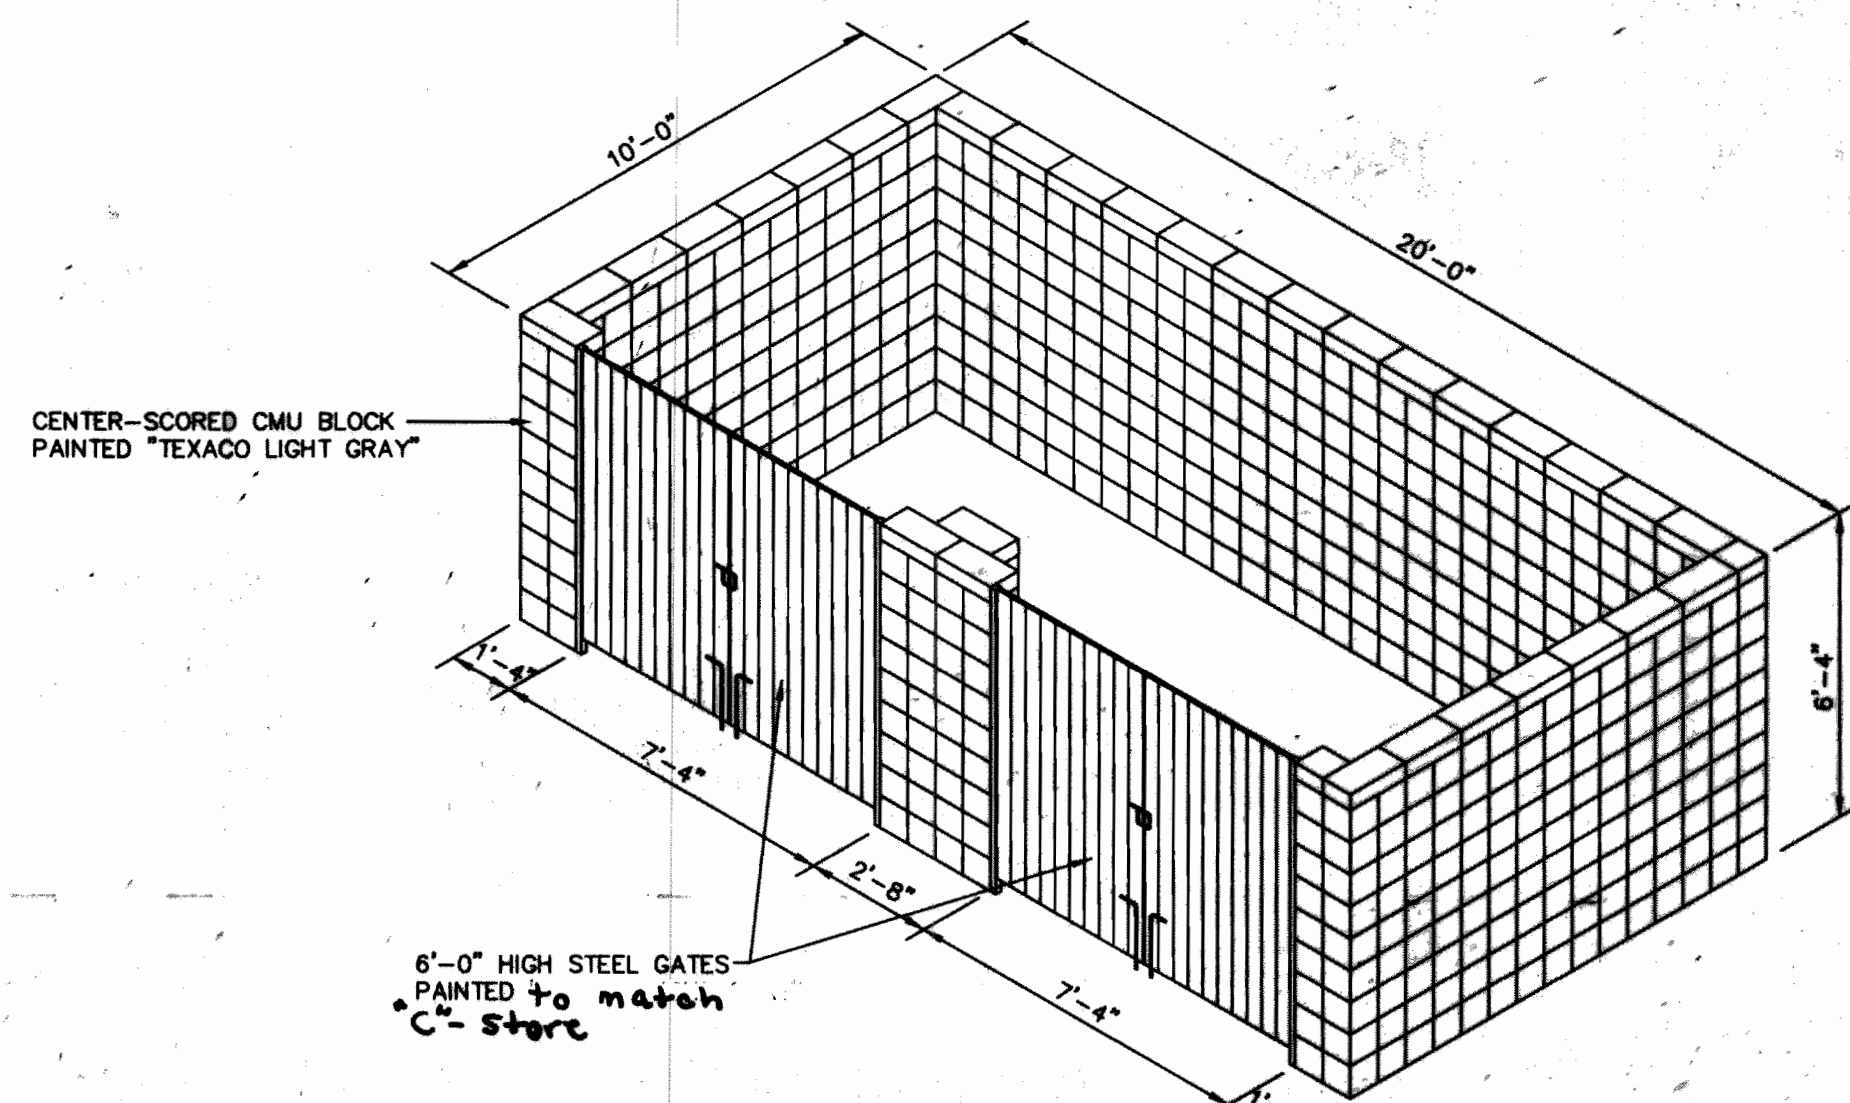 10'-0"
20'-0"
CENTER-SCORED CMU BLOCK
PAINTED "TEXACO LIGHT GRAY"
6'-4"
1'-4"
7'-4"
2'-8"
7'-4"
6'-0" HIGH STEEL GATES
PAINTED to match
"C"- store